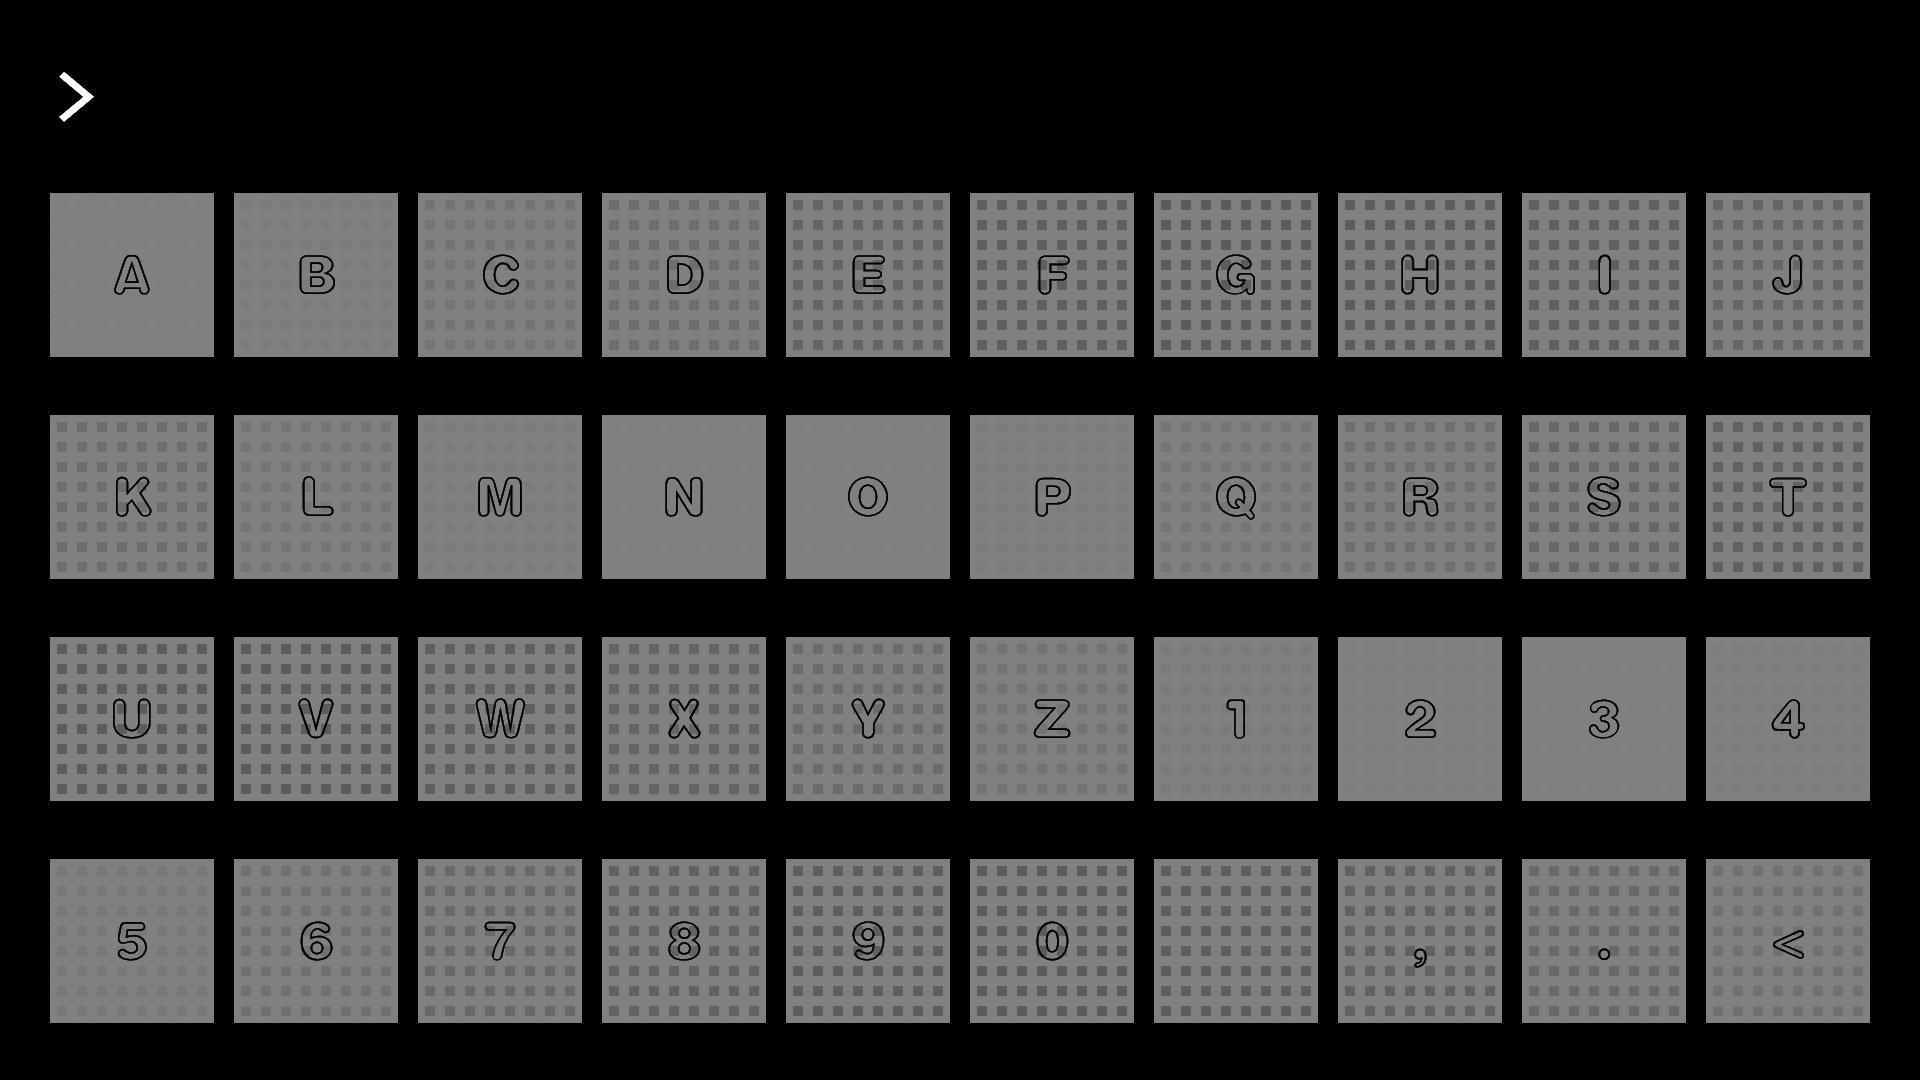 >
A B C D E F G H I J
K L M N O P Q R S T
U V W X Y Z 1 2 3 4
5 6 7 8 9 0 , . <